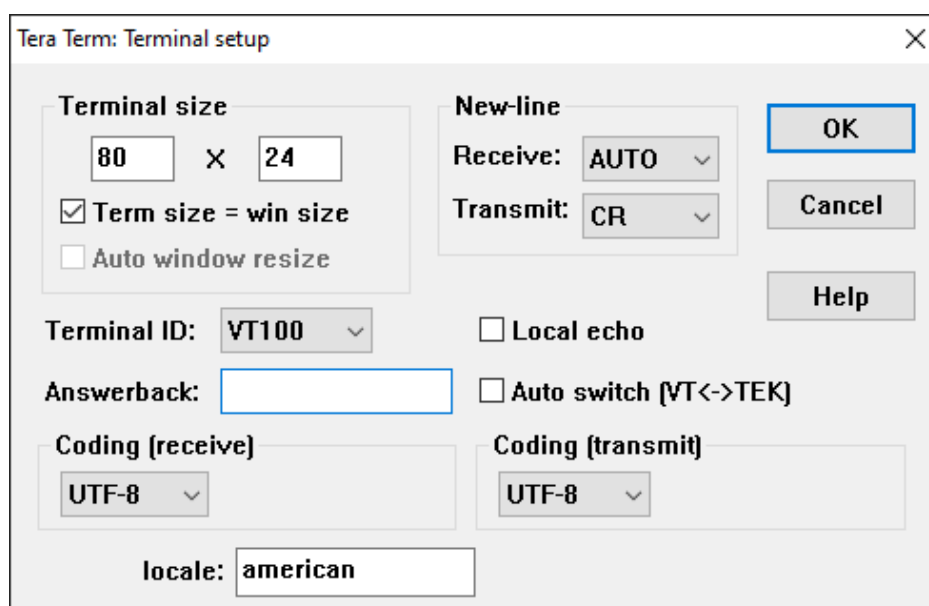 Tera Term: Terminal setup
Terminal size
80 X 24
Term size = win size
Auto window resize
New-line
Receive: AUTO
Transmit: CR
OK
Cancel
Help
Terminal ID: VT100
Local echo
Answerback:
Auto switch (VT<->TEK)
Coding (receive)
UTF-8
Coding (transmit)
UTF-8
locale: american